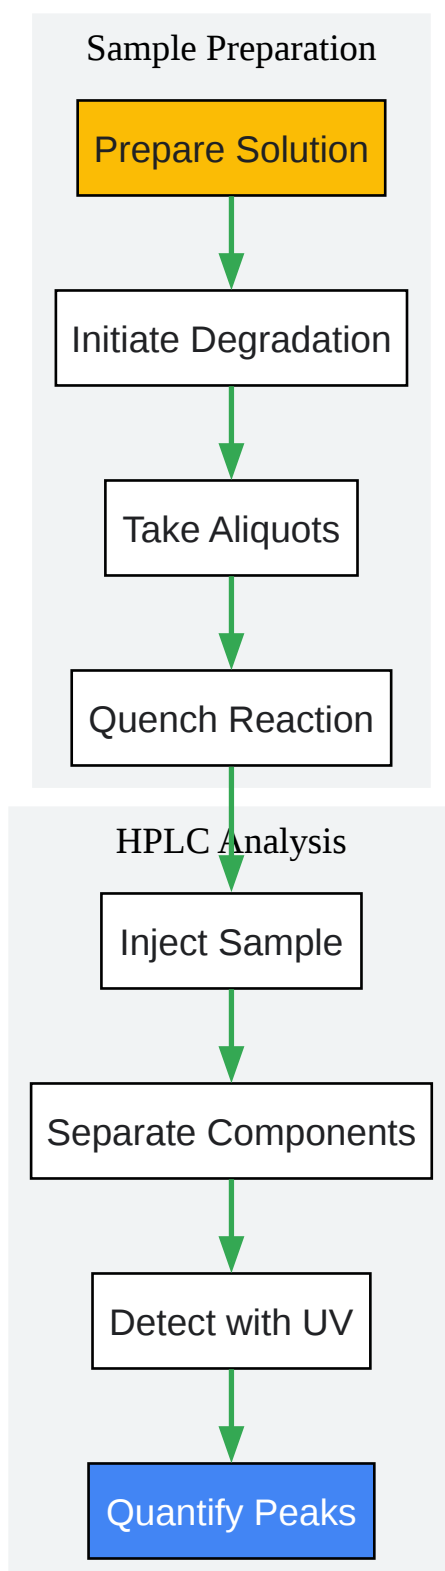 Sample Preparation
Prepare Solution
Initiate Degradation
Take Aliquots
Quench Reaction
HPLC Analysis
Inject Sample
Separate Components
Detect with UV
Quantify Peaks